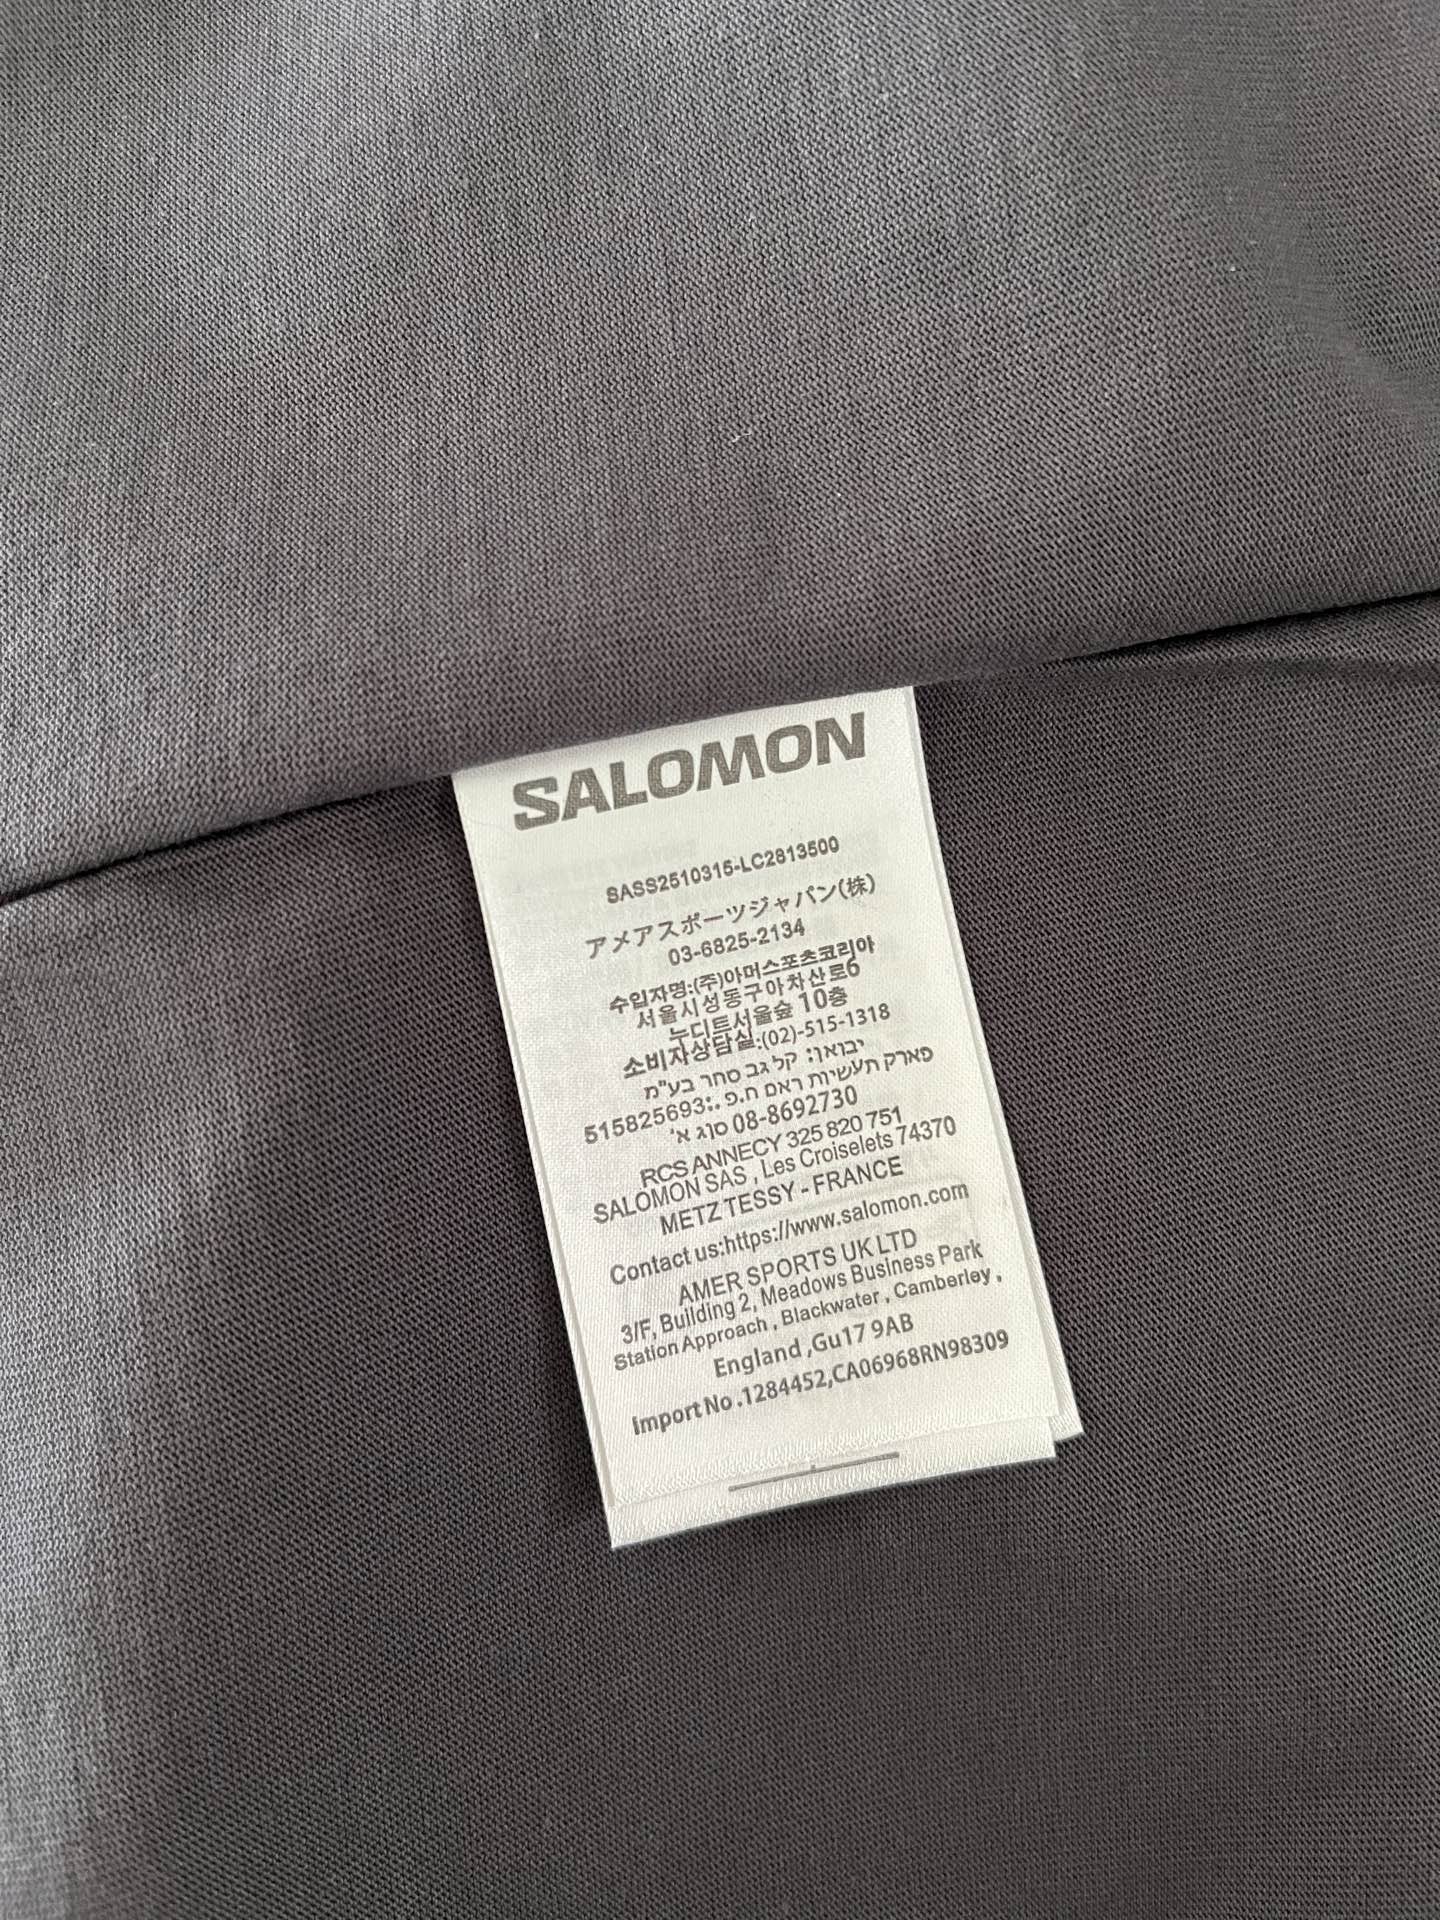 SALOMON
SASS2510315-LC2813500
アメアスポーツジャパン(株)
03-6825-2134
수입자명:(주)아머스포츠코리아
서울시성동구아차산로6
누디트서울숲 10층
소비자상담실:(02)-515-1318
יבואן: קל גב סחר בע"מ
פארק תעשיות ראם ח.פ .:515825693
08-8692730 סוג א'
RCS ANNECY 325 820 751
SALOMON SAS , Les Croiselets 74370
METZ TESSY - FRANCE
Contact us:https://www.salomon.com
AMER SPORTS UK LTD
3/F, Building 2, Meadows Business Park
Station Approach , Blackwater , Camberley ,
England ,Gu17 9AB
Import No .1284452,CA06968RN98309